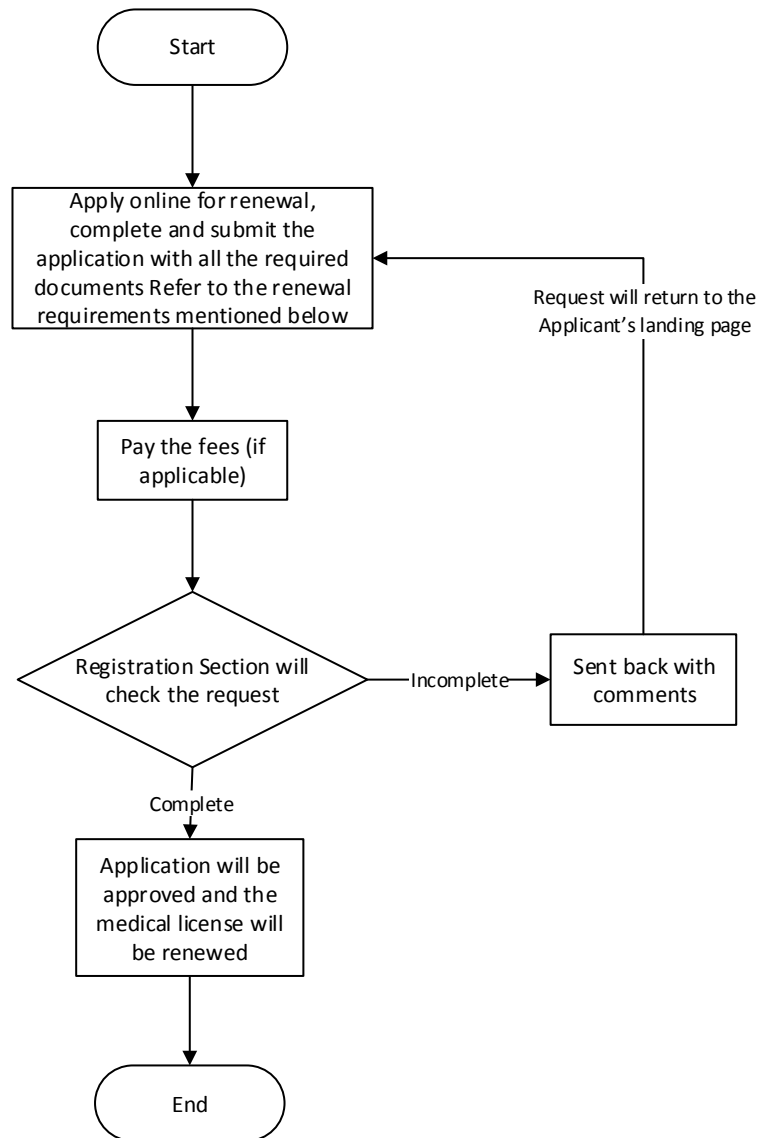 Start
Apply online for renewal,
complete and submit the
application with all the required
documents Refer to the renewal
requirements mentioned below
Request will return to the
Applicant's landing page
Pay the fees (if
applicable)
Registration Section will
check the request
Incomplete
Sent back with
comments
Complete
Application will be
approved and the
medical license will
be renewed
End